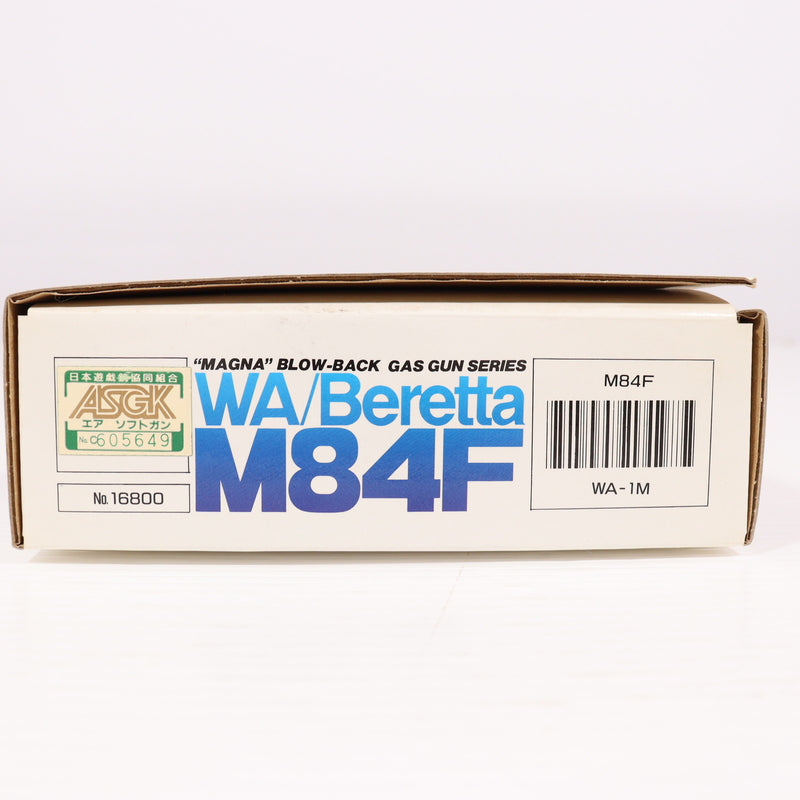 日本遊戯銃協同組合
ASGK
エア ソフトガン
No. C605649
No. 16800
“MAGNA” BLOW-BACK GAS GUN SERIES
WA/Beretta
M84F
M84F
WA-1M